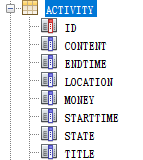 ACTIVITY
ID
CONTENT
ENDTIME
LOCATION
MONEY
STARTTIME
STATE
TITLE